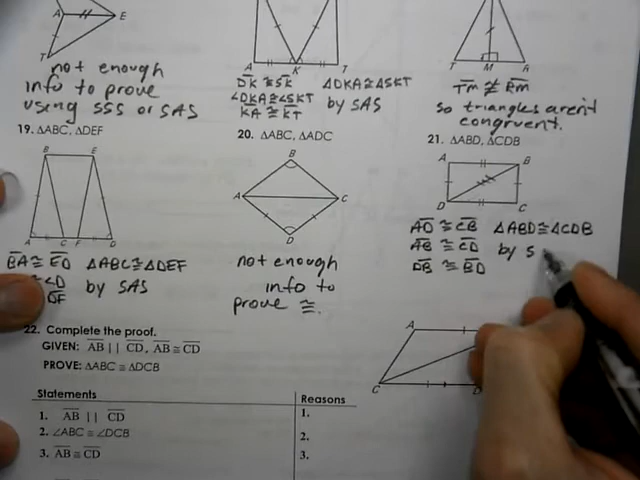 A E
T
not enough
info to prove
using SSS or SAS
A K T
DK ≅ SK △DKA ≅ △SKT
∠DKA ≅ ∠SKT by SAS
KA ≅ KT
T M A
TM ≇ RM
so triangles aren't
congruent.
19. △ABC, △DEF
B E
A C F D
BA ≅ ED △ABC ≅ △DEF
≅ ∠D by SAS
DF
20. △ABC, △ADC
B
A C
D
not enough
info to
prove ≅.
21. △ABD, △CDB
A B
D C
AD ≅ CB △ABD ≅ △CDB
AB ≅ CD by S
DB ≅ BD
22. Complete the proof.
GIVEN: AB || CD, AB ≅ CD
PROVE: △ABC ≅ △DCB
A
C D
Statements Reasons
1. AB || CD 1.
2. ∠ABC ≅ ∠DCB 2.
3. AB ≅ CD 3.